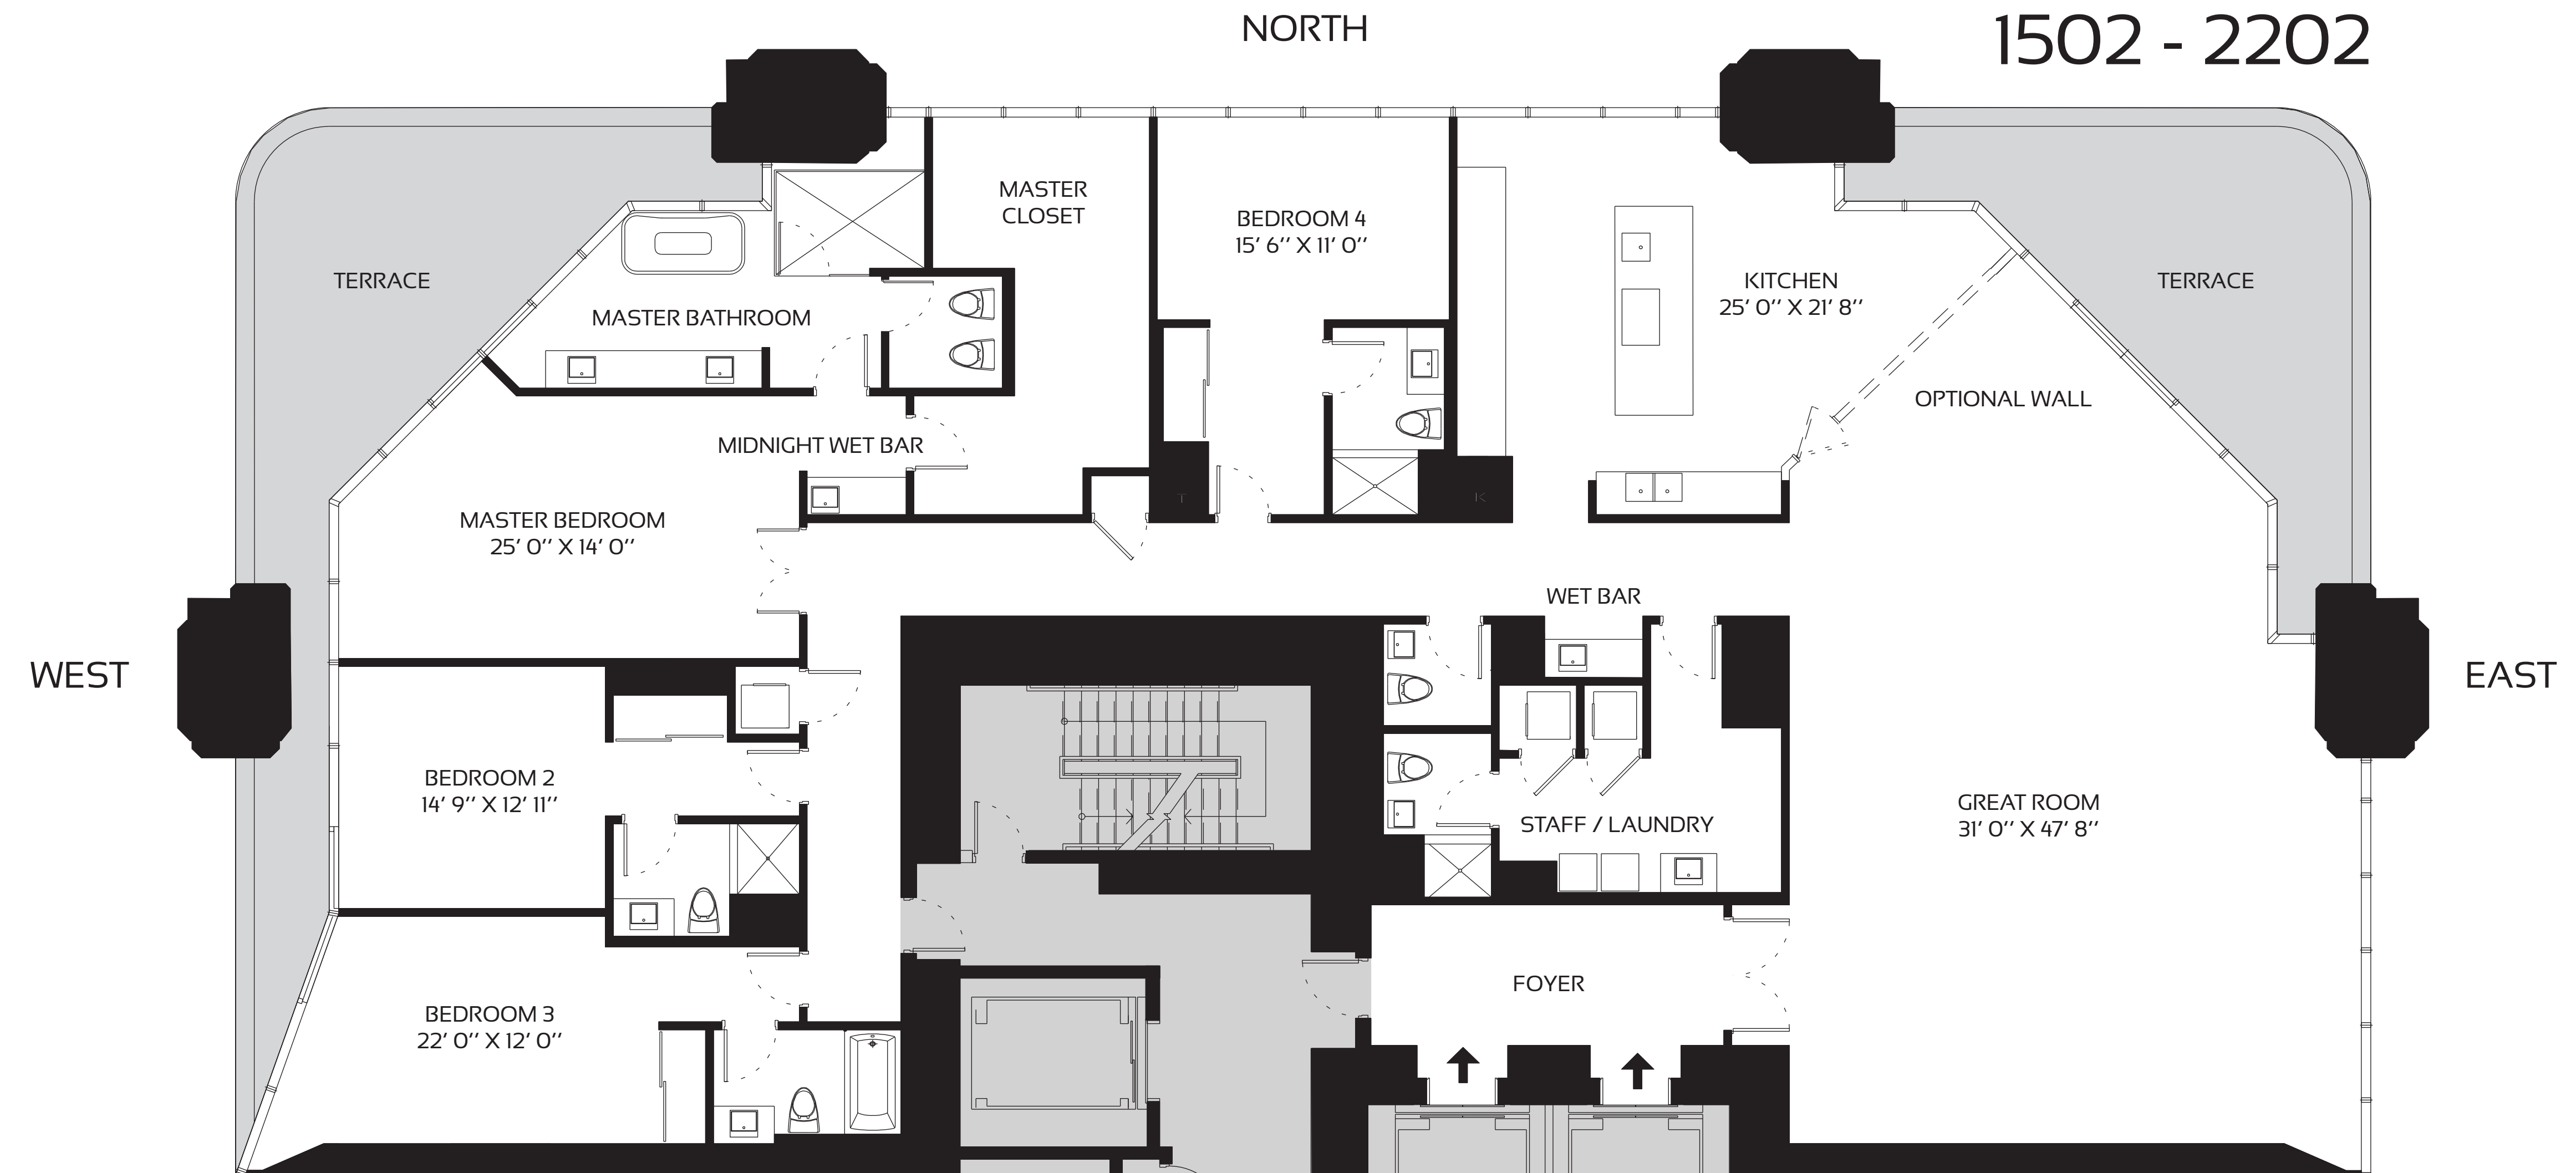 NORTH
1502 - 2202
MASTER
CLOSET
BEDROOM 4
15' 6'' X 11' 0''
TERRACE
KITCHEN
25' 0'' X 21' 8''
TERRACE
MASTER BATHROOM
OPTIONAL WALL
MIDNIGHT WET BAR
T
K
MASTER BEDROOM
25' 0'' X 14' 0''
WET BAR
WEST
EAST
BEDROOM 2
14' 9'' X 12' 11''
GREAT ROOM
31' 0'' X 47' 8''
STAFF / LAUNDRY
FOYER
BEDROOM 3
22' 0'' X 12' 0''